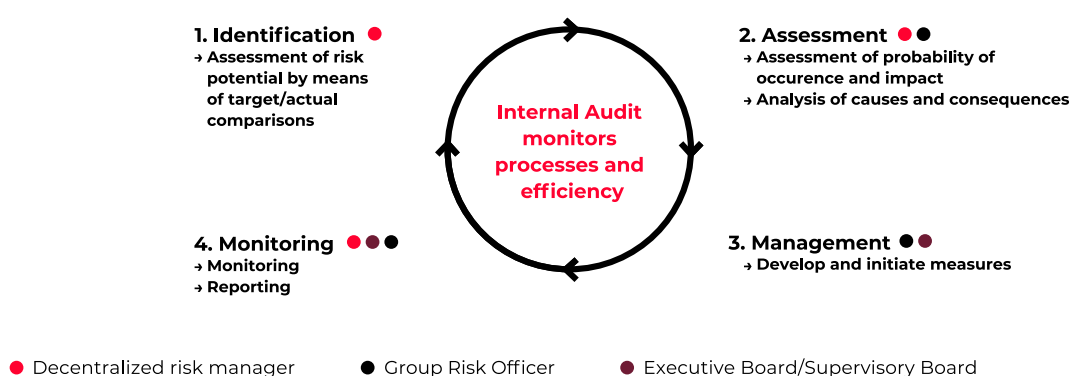 1. Identification
→ Assessment of risk
potential by means
of target/actual
comparisons
2. Assessment
→ Assessment of probability of
occurence and impact
→ Analysis of causes and consequences
Internal Audit
monitors
processes and
efficiency
4. Monitoring
→ Monitoring
→ Reporting
3. Management
→ Develop and initiate measures
Decentralized risk manager
Group Risk Officer
Executive Board/Supervisory Board